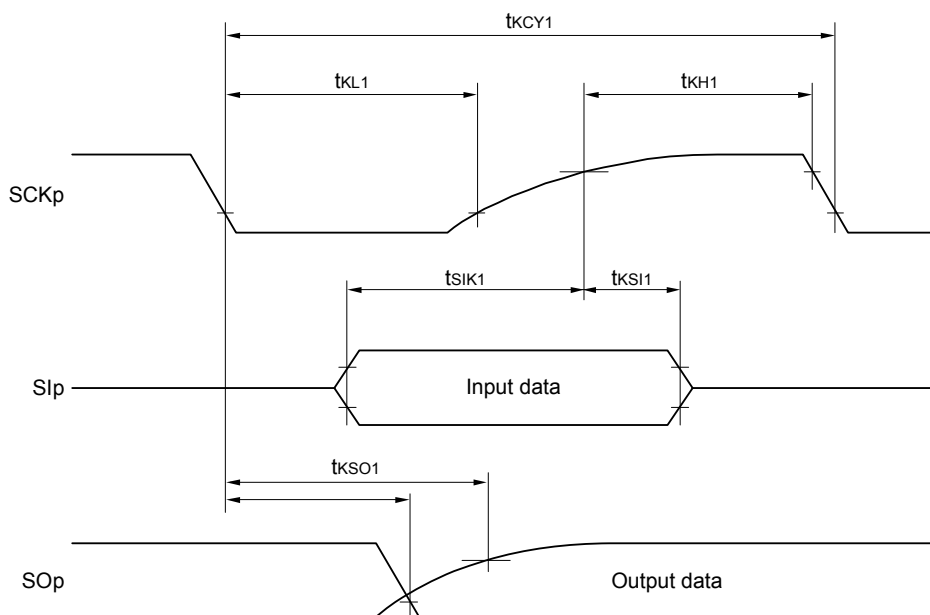 tKCY1
tKL1
tKH1
SCKp
tSIK1
tKSI1
SIp
Input data
tKSO1
SOp
Output data